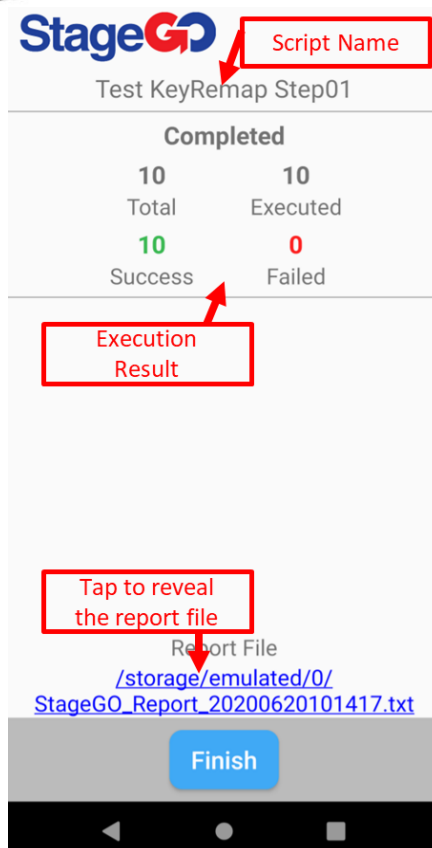 StageGO
Script Name
Test KeyRemap Step01
Completed
10 10
Total Executed
10 0
Success Failed
Execution
Result
Tap to reveal
the report file
Report File
/storage/emulated/0/
StageGO_Report_20200620101417.txt
Finish